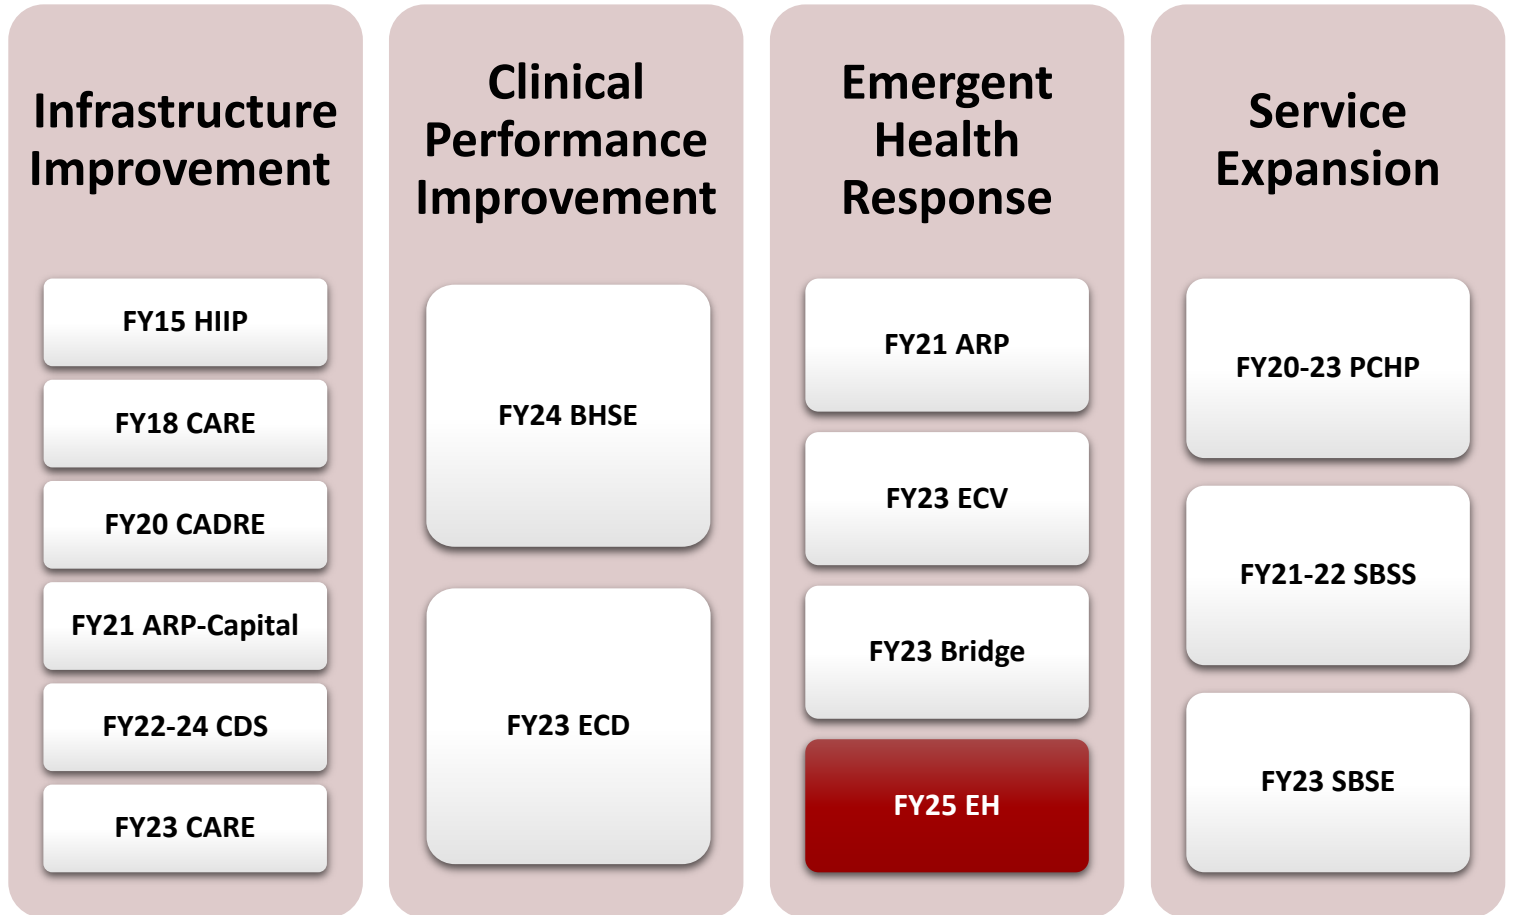 Infrastructure
Improvement
FY15 HIIP
FY18 CARE
FY20 CADRE
FY21 ARP-Capital
FY22-24 CDS
FY23 CARE
Clinical
Performance
Improvement
FY24 BHSE
FY23 ECD
Emergent
Health
Response
FY21 ARP
FY23 ECV
FY23 Bridge
FY25 EH
Service
Expansion
FY20-23 PCHP
FY21-22 SBSS
FY23 SBSE